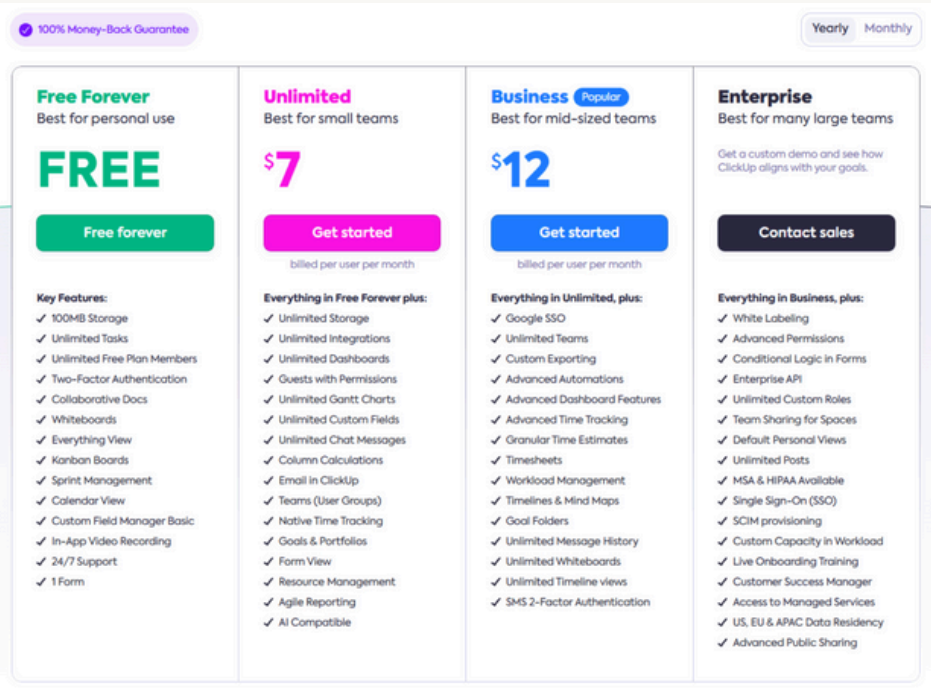 100% Money-Back Guarantee
Yearly Monthly
Free Forever
Best for personal use
FREE
Free forever
Key Features:
100MB Storage
Unlimited Tasks
Unlimited Free Plan Members
Two-Factor Authentication
Collaborative Docs
Whiteboards
Everything View
Kanban Boards
Sprint Management
Calendar View
Custom Field Manager Basic
In-App Video Recording
24/7 Support
1 Form
Unlimited
Best for small teams
$7
Get started
billed per user per month
Everything in Free Forever plus:
Unlimited Storage
Unlimited Integrations
Unlimited Dashboards
Guests with Permissions
Unlimited Gantt Charts
Unlimited Custom Fields
Unlimited Chat Messages
Column Calculations
Email in ClickUp
Teams (User Groups)
Native Time Tracking
Goals & Portfolios
Form View
Resource Management
Agile Reporting
AI Compatible
Business Popular
Best for mid-sized teams
$12
Get started
billed per user per month
Everything in Unlimited, plus:
Google SSO
Unlimited Teams
Custom Exporting
Advanced Automations
Advanced Dashboard Features
Advanced Time Tracking
Granular Time Estimates
Timesheets
Workload Management
Timelines & Mind Maps
Goal Folders
Unlimited Message History
Unlimited Whiteboards
Unlimited Timeline views
SMS 2-Factor Authentication
Enterprise
Best for many large teams
Get a custom demo and see how
ClickUp aligns with your goals.
Contact sales
Everything in Business, plus:
White Labeling
Advanced Permissions
Conditional Logic in Forms
Enterprise API
Unlimited Custom Roles
Team Sharing for Spaces
Default Personal Views
Unlimited Posts
MSA & HIPAA Available
Single Sign-On (SSO)
SCIM provisioning
Custom Capacity in Workload
Live Onboarding Training
Customer Success Manager
Access to Managed Services
US, EU & APAC Data Residency
Advanced Public Sharing